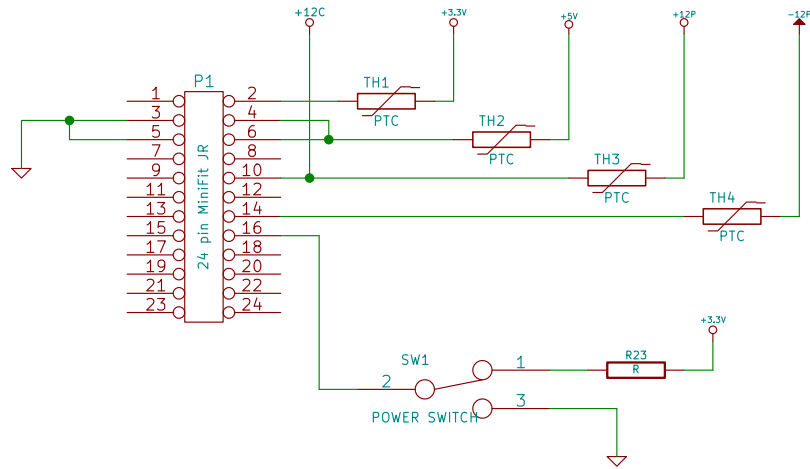 +12C
+3.3V
+5V
+12P
-12P
P1
TH1
PTC
TH2
PTC
TH3
PTC
TH4
PTC
1 2
3 4
5 6
7 8
9 10
11 12
13 14
15 16
17 18
19 20
21 22
23 24
24 pin MiniFit JR
+3.3V
SW1
R23
R
2
1
3
POWER SWITCH